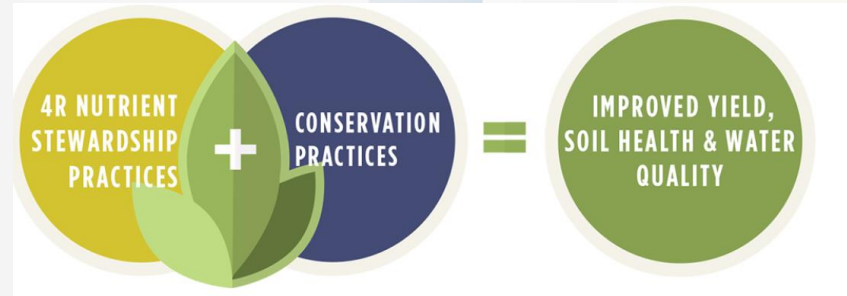 4R NUTRIENT
STEWARDSHIP
PRACTICES
+
CONSERVATION
PRACTICES
=
IMPROVED YIELD,
SOIL HEALTH & WATER
QUALITY